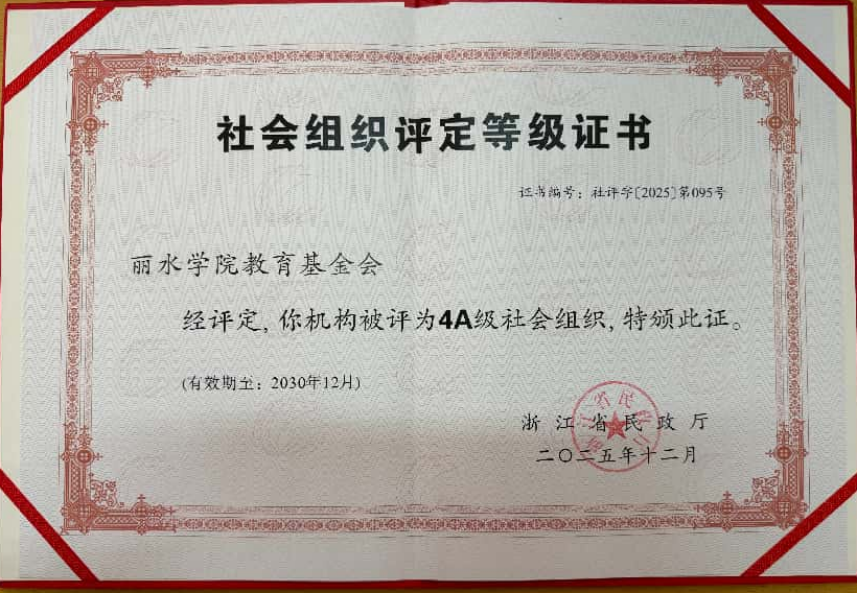 社会组织评定等级证书
证书编号：社评字[2025]第095号
丽水学院教育基金会
经评定，你机构被评为4A级社会组织，特颁此证。
(有效期至：2030年12月)
浙江省民政厅
二〇二五年十二月